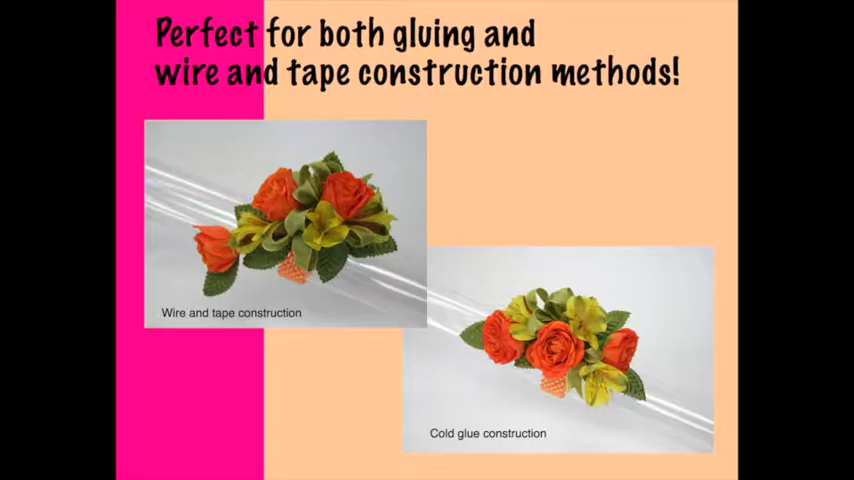 Perfect for both gluing and
wire and tape construction methods!
Wire and tape construction
Cold glue construction